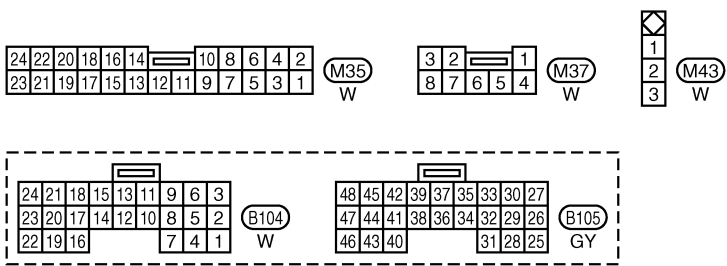 24 22 20 18 16 14 10 8 6 4 2
23 21 19 17 15 13 12 11 9 7 5 3 1
M35
W
3 2 1
8 7 6 5 4
M37
W
1
2
3
M43
W
24 21 18 15 13 11 9 6 3
23 20 17 14 12 10 8 5 2
22 19 16 7 4 1
B104
W
48 45 42 39 37 35 33 30 27
47 44 41 38 36 34 32 29 26
46 43 40 31 28 25
B105
GY